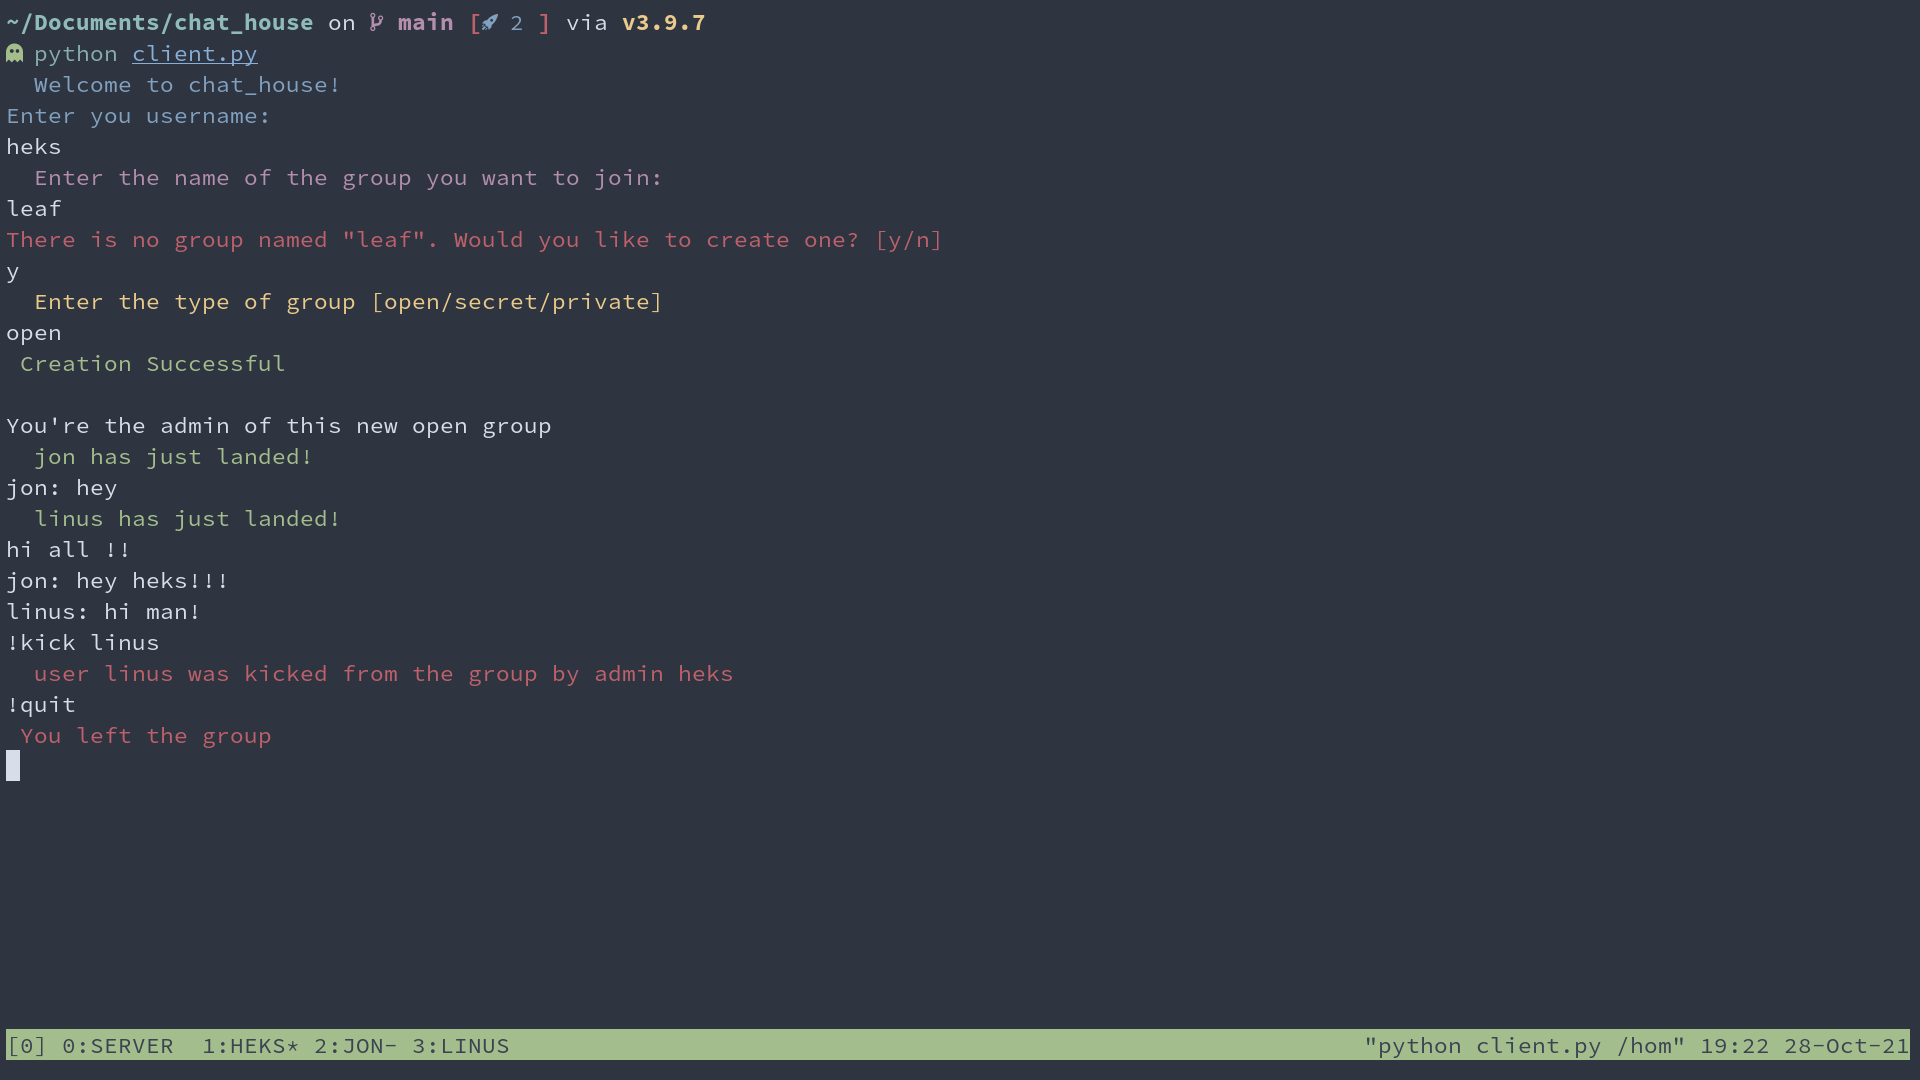 ~/Documents/chat_house on main [ 2 ] via v3.9.7
python client.py
Welcome to chat_house!
Enter you username:
heks
Enter the name of the group you want to join:
leaf
There is no group named "leaf". Would you like to create one? [y/n]
y
Enter the type of group [open/secret/private]
open
Creation Successful
You're the admin of this new open group
jon has just landed!
jon: hey
linus has just landed!
hi all !!
jon: hey heks!!!
linus: hi man!
!kick linus
user linus was kicked from the group by admin heks
!quit
You left the group
[0] 0:SERVER  1:HEKS* 2:JON- 3:LINUS "python client.py /hom" 19:22 28-Oct-21